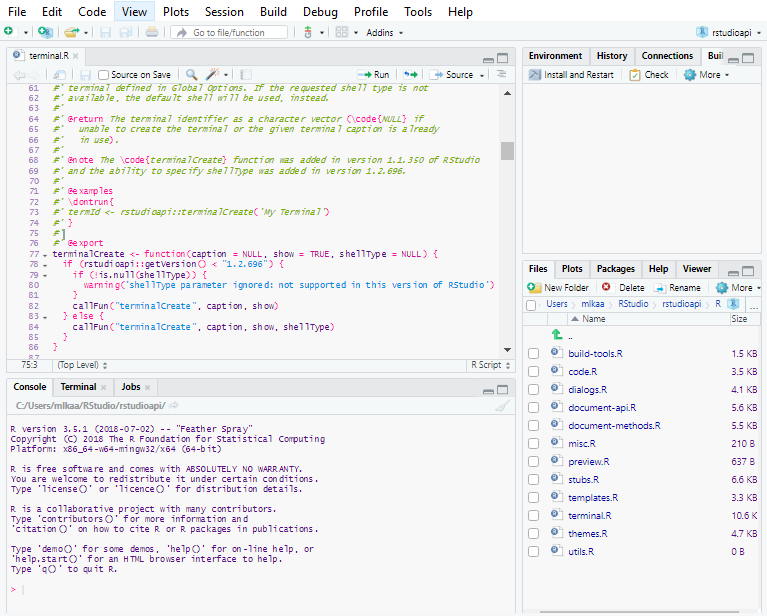 File Edit Code View Plots Session Build Debug Profile Tools Help
Go to file/function Addins rstudioapi
terminal.R
Source on Save Run Source
61 #' terminal defined in Global Options. If the requested shell type is not
62 #' available, the default shell will be used, instead.
63 #'
64 #' @return The terminal identifier as a character vector (\code{NULL} if
65 #' unable to create the terminal or the given terminal caption is already
66 #' in use).
67 #'
68 #' @note The \code{terminalCreate} function was added in version 1.1.350 of RStudio
69 #' and the ability to specify shellType was added in version 1.2.696.
70 #'
71 #' @examples
72 #' \dontrun{
73 #' termId <- rstudioapi::terminalCreate('My Terminal')
74 #' }
75 #'
76 #' @export
77 terminalCreate <- function(caption = NULL, show = TRUE, shellType = NULL) {
78 if (rstudioapi::getVersion() < "1.2.696") {
79 if (!is.null(shellType)) {
80 warning('shellType parameter ignored: not supported in this version of RStudio')
81 }
82 callFun("terminalCreate", caption, show)
83 } else {
84 callFun("terminalCreate", caption, show, shellType)
85 }
86 }
87
75:3 (Top Level) R Script
Console Terminal Jobs
C:/Users/mlkaa/RStudio/rstudioapi/
R version 3.5.1 (2018-07-02) -- "Feather Spray"
Copyright (C) 2018 The R Foundation for Statistical Computing
Platform: x86_64-w64-mingw32/x64 (64-bit)
R is free software and comes with ABSOLUTELY NO WARRANTY.
You are welcome to redistribute it under certain conditions.
Type 'license()' or 'licence()' for distribution details.
R is a collaborative project with many contributors.
Type 'contributors()' for more information and
'citation()' on how to cite R or R packages in publications.
Type 'demo()' for some demos, 'help()' for on-line help, or
'help.start()' for an HTML browser interface to help.
Type 'q()' to quit R.
>
Environment History Connections Buil
Install and Restart Check More
Files Plots Packages Help Viewer
New Folder Delete Rename More
Users mlkaa RStudio rstudioapi R ...
Name Size
..
build-tools.R 1.5 KB
code.R 3.5 KB
dialogs.R 4.1 KB
document-api.R 5.6 KB
document-methods.R 5.5 KB
misc.R 210 B
preview.R 637 B
stubs.R 6.6 KB
templates.R 3.3 KB
terminal.R 10.6 K
themes.R 4.7 KB
utils.R 0 B